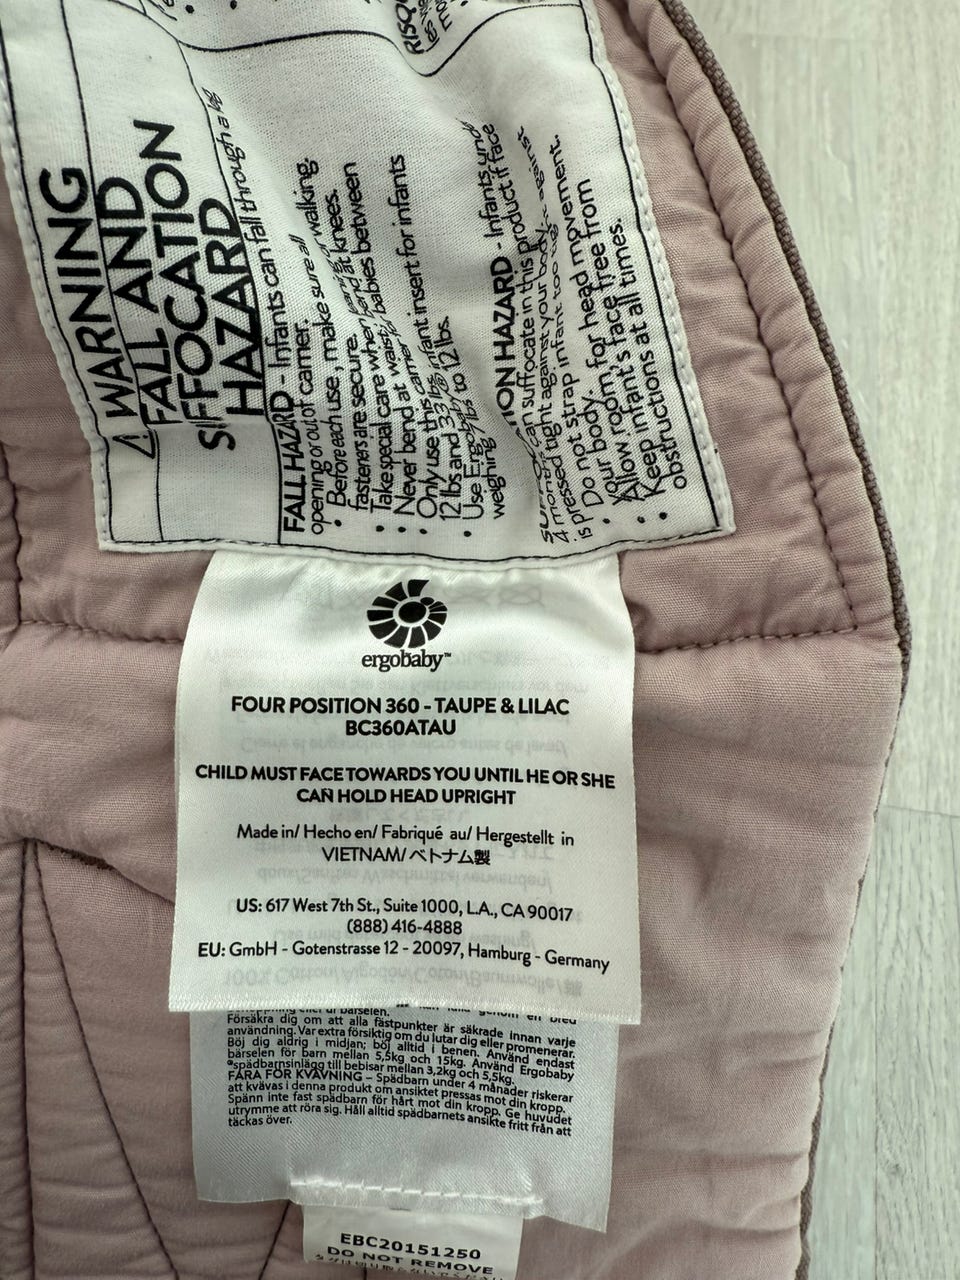 RISQU
⚠ WARNING
FALL AND
SUFFOCATION
HAZARD
FALL HAZARD - Infants can fall through a leg
opening or out of carrier.
• Before each use, make sure all
fasteners are secure.
• Take special care when leaning or walking.
• Never bend at waist; bend at knees.
• Only use this carrier for babies between
12 lbs and 33 lbs.
• Use Ergobaby infant insert for infants
weighing 7 lbs to 12 lbs.
SUFFOCATION HAZARD - Infants under
4 months can suffocate in this product if face
is pressed tight against your body.
• Do not strap infant too tight against
your body.
• Allow room for head movement.
• Keep infant's face free from
obstructions at all times.
ergobaby™
FOUR POSITION 360 - TAUPE & LILAC
BC360ATAU
CHILD MUST FACE TOWARDS YOU UNTIL HE OR SHE
CAN HOLD HEAD UPRIGHT
Made in/ Hecho en/ Fabriqué au/ Hergestellt in
VIETNAM/ ベトナム製
US: 617 West 7th St., Suite 1000, L.A., CA 90017
(888) 416-4888
EU: GmbH - Gotenstrasse 12 - 20097, Hamburg - Germany
genom en bred
öppning eller ur bärselen.
Försäkra dig om att alla fästpunkter är säkrade innan varje
användning. Var extra försiktig om du lutar dig eller promenerar.
Böj dig aldrig i midjan; böj alltid i benen. Använd endast
bärselen för barn mellan 5,5kg och 15kg. Använd Ergobaby
spädbarnsinlägg till bebisar mellan 3,2kg och 5,5kg.
FARA FÖR KVÄVNING – Spädbarn under 4 månader riskerar
att kvävas i denna produkt om ansiktet pressas mot din kropp.
Spänn inte fast spädbarn för hårt mot din kropp. Ge huvudet
utrymme att röra sig. Håll alltid spädbarnets ansikte fritt från att
täckas över.
EBC20151250
DO NOT REMOVE